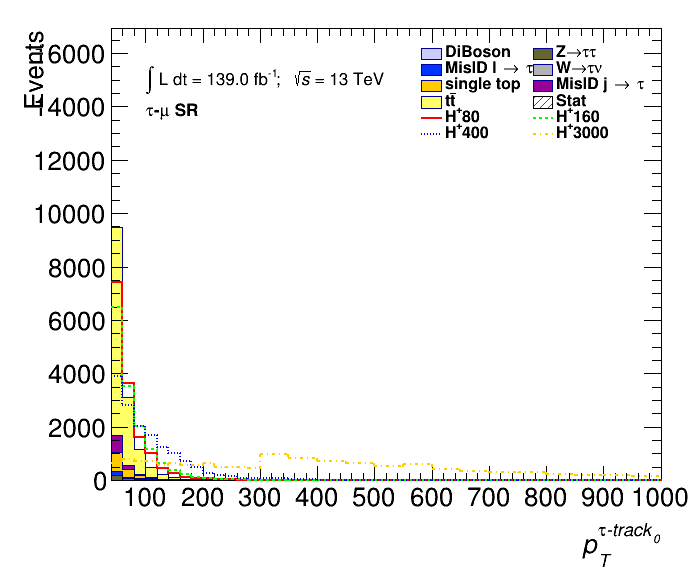 Events
16000
14000
12000
10000
8000
6000
4000
2000
0
∫ L dt = 139.0 fb⁻¹; √s = 13 TeV
τ-μ SR
DiBoson
Z→ττ
MisID l → τ
W→τν
single top
MisID j → τ
tt̄
Stat
H⁺80
H⁺160
H⁺400
H⁺3000
100 200 300 400 500 600 700 800 900 1000
p_T^{τ-track_0}